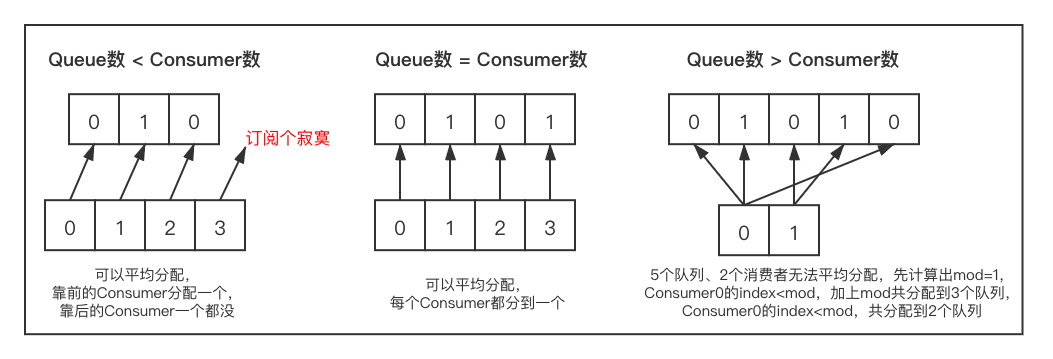 Queue数 < Consumer数
0 1 0
订阅个寂寞
0 1 2 3
可以平均分配，
靠前的Consumer分配一个，
靠后的Consumer一个都没
Queue数 = Consumer数
0 1 0 1
0 1 2 3
可以平均分配，
每个Consumer都分到一个
Queue数 > Consumer数
0 1 0 1 0
0 1
5个队列、2个消费者无法平均分配，先计算出mod=1,
Consumer0的index<mod，加上mod共分配到3个队列，
Consumer0的index<mod，共分配到2个队列